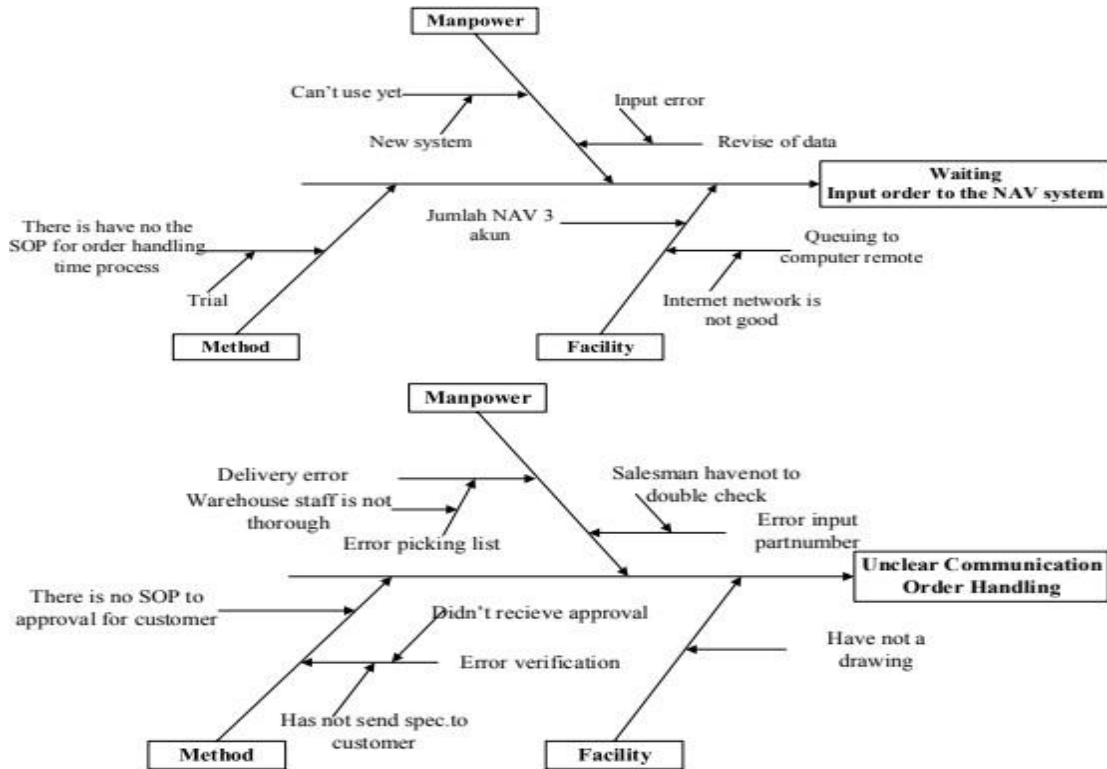 Manpower
Can't use yet
Input error
New system
Revise of data
Waiting
Input order to the NAV system
There is have no the
SOP for order handling
time process
Jumlah NAV 3
akun
Queuing to
computer remote
Trial
Internet network is
not good
Method
Facility
Manpower
Delivery error
Salesman havenot to
double check
Warehouse staff is not
thorough
Error picking list
Error input
partnumber
Unclear Communication
Order Handling
There is no SOP to
approval for customer
Didn't recieve approval
Error verification
Have not a
drawing
Has not send spec.to
customer
Method
Facility